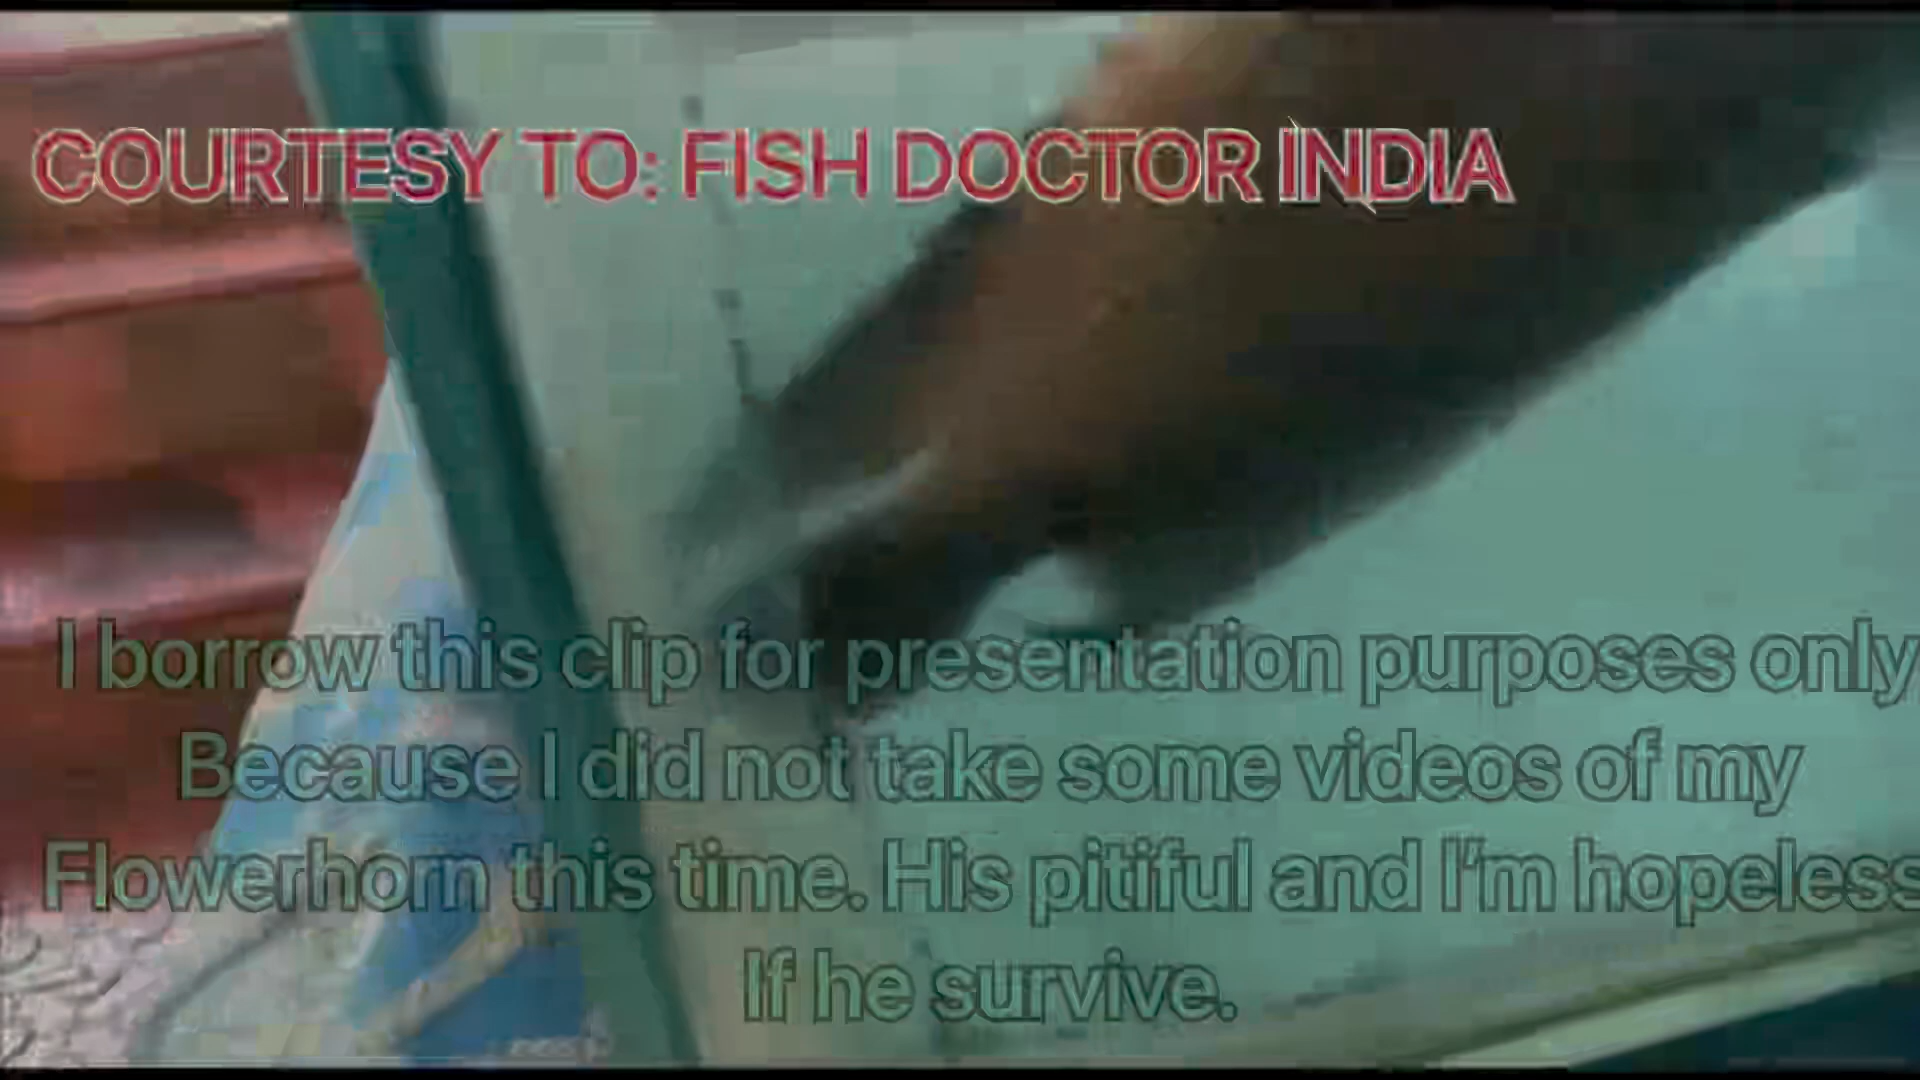 COURTESY TO: FISH DOCTOR INDIA
I borrow this clip for presentation purposes only
Because I did not take some videos of my
Flowerhorn this time. His pitiful and I'm hopeless
If he survive.